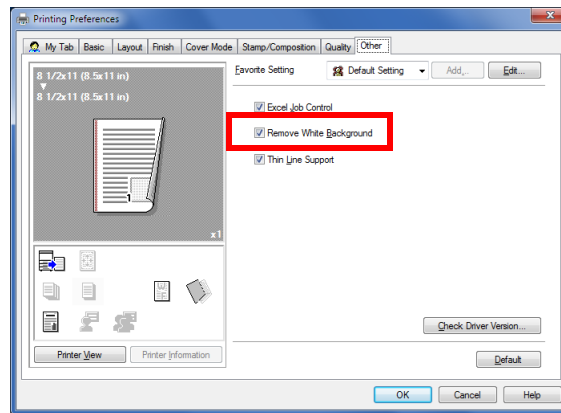 Printing Preferences
My Tab Basic Layout Finish Cover Mode Stamp/Composition Quality Other
8 1/2x11 (8.5x11 in)
8 1/2x11 (8.5x11 in)
1
x1
Favorite Setting Default Setting Add... Edit...
Excel Job Control
Remove White Background
Thin Line Support
Check Driver Version...
Printer View Printer Information
Default
OK Cancel Help